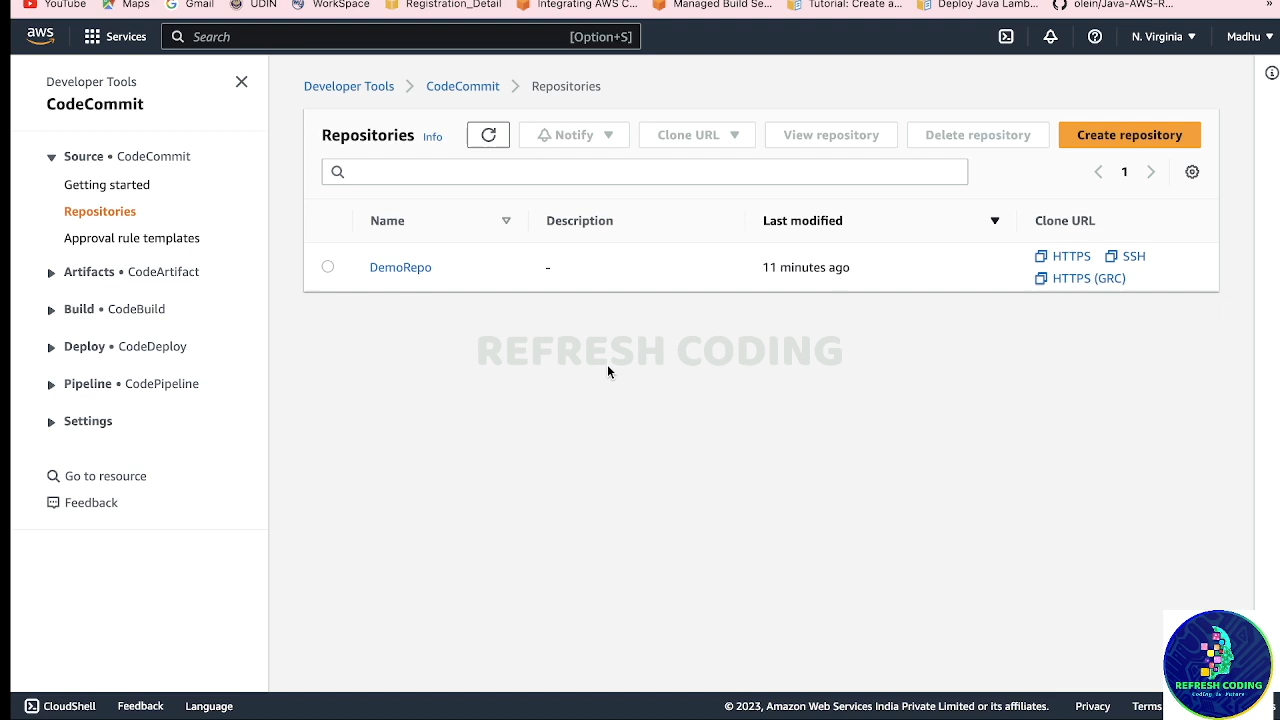 YouTube Maps Gmail UDIN WorkSpace Registration_Detail Integrating AWS C... Managed Build Se... Tutorial: Create a... Deploy Java Lamb... olein/Java-AWS-R... »
aws Services Search [Option+S] N. Virginia Madhu
Developer Tools
CodeCommit
Source • CodeCommit
Getting started
Repositories
Approval rule templates
Artifacts • CodeArtifact
Build • CodeBuild
Deploy • CodeDeploy
Pipeline • CodePipeline
Settings
Go to resource
Feedback
Developer Tools CodeCommit Repositories
Repositories Info Notify Clone URL View repository Delete repository Create repository
1
Name Description Last modified Clone URL
DemoRepo - 11 minutes ago HTTPS SSH
HTTPS (GRC)
REFRESH CODING
REFRESH CODING
Coding Is Future
CloudShell Feedback Language © 2023, Amazon Web Services India Private Limited or its affiliates. Privacy Terms